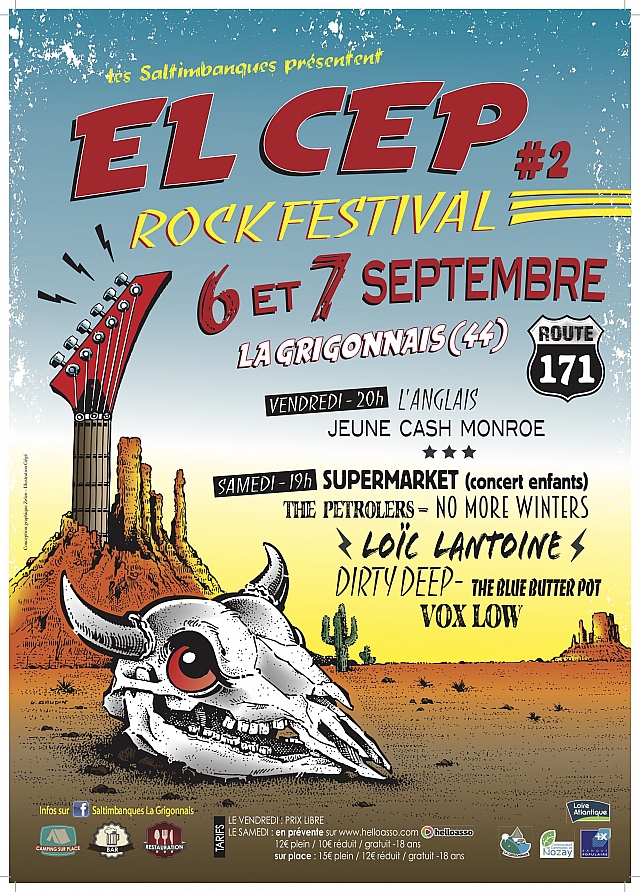 Les Saltimbanques présentent
EL CEP #2
ROCK FESTIVAL
6 ET 7 SEPTEMBRE
LA GRIGONNAIS (44)
ROUTE
171
VENDREDI - 20h L'ANGLAIS
JEUNE CASH MONROE
SAMEDI - 19h SUPERMARKET (concert enfants)
THE PETROLERS - NO MORE WINTERS
LOÏC LANTOINE
DIRTY DEEP - THE BLUE BUTTER POT
VOX LOW
G. BAUDIN
Infos sur f Saltimbanques La Grigonnais
CAMPING SUR PLACE
BAR
RESTAURATION
TARIFS
LE VENDREDI : PRIX LIBRE
LE SAMEDI : en prévente sur www.helloasso.com helloasso
12€ plein / 10€ réduit / gratuit -18 ans
sur place : 15€ plein / 12€ réduit / gratuit -18 ans
Loire
Atlantique
Nozay
BANQUE
POPULAIRE